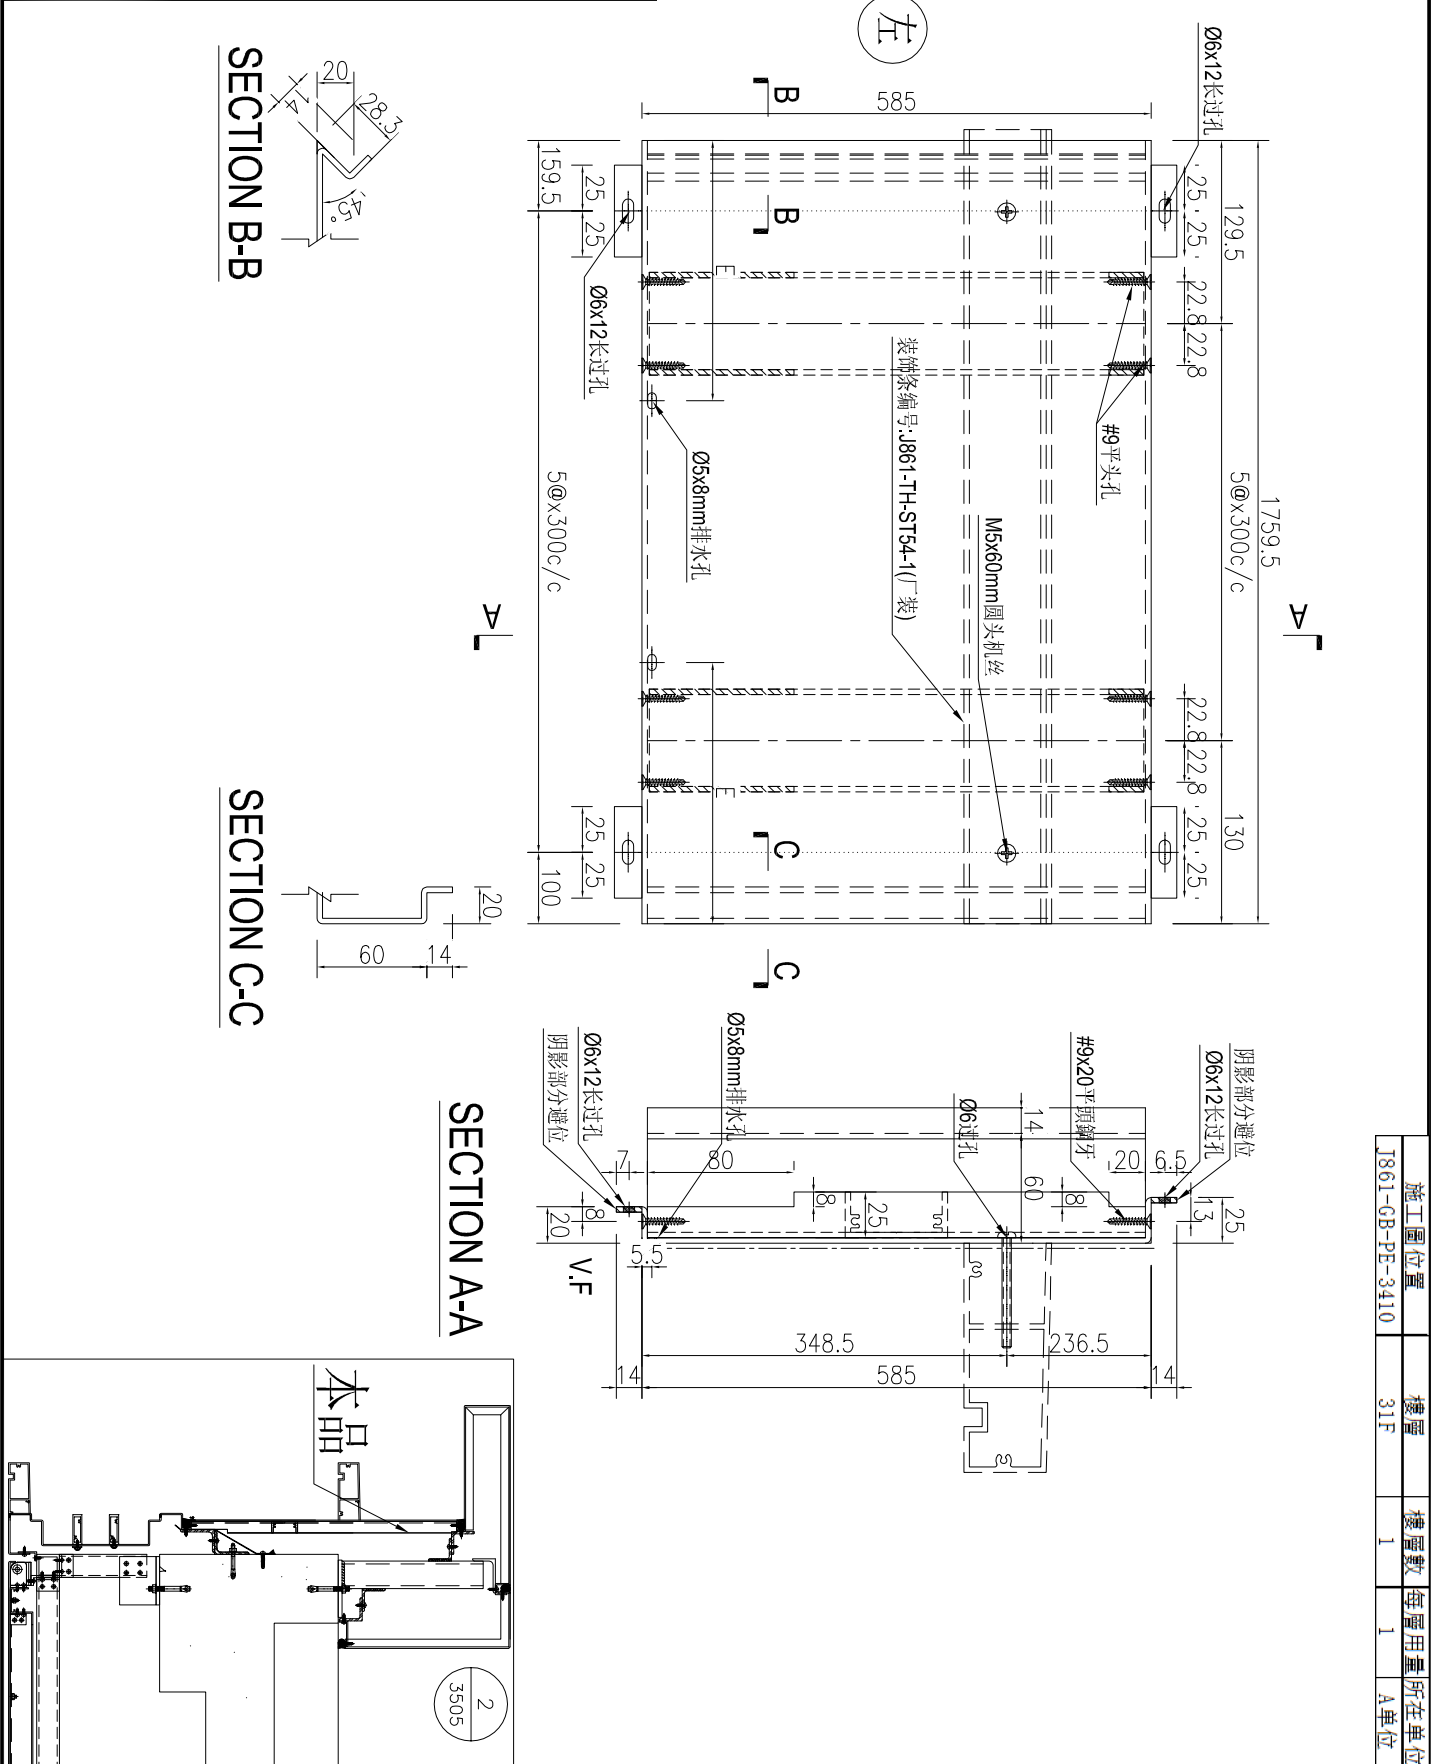 施工圖位置 樓層 樓層數 每層用量 所在单位
J861-GB-PE-3410 31F 1 1 A单位
左
A
A
1759.5
129.5 5@x300c/c 130
25 25 22.8 22.8 22.8 22.8 25 25
Ø6x12长过孔
#9平头孔
M5x60mm圆头机丝
装饰条编号:J861-TH-ST54-1(厂装)
585
B B
C C
E
E
Ø5x8mm排水孔
Ø6x12长过孔
25 25 25 25
159.5 5@x300c/c 100
阴影部分避位
Ø6x12长过孔
#9x20平頭鋼牙
Ø6过孔
Ø5x8mm排水孔
Ø6x12长过孔
阴影部分避位
14 60
20 6.5
25
13
8
8
25
80
7
8
20
5.5
V.F
348.5 236.5
14 585 14
SECTION A-A
20
28.3
14
45°
SECTION B-B
20
60 14
SECTION C-C
本品
2
3505